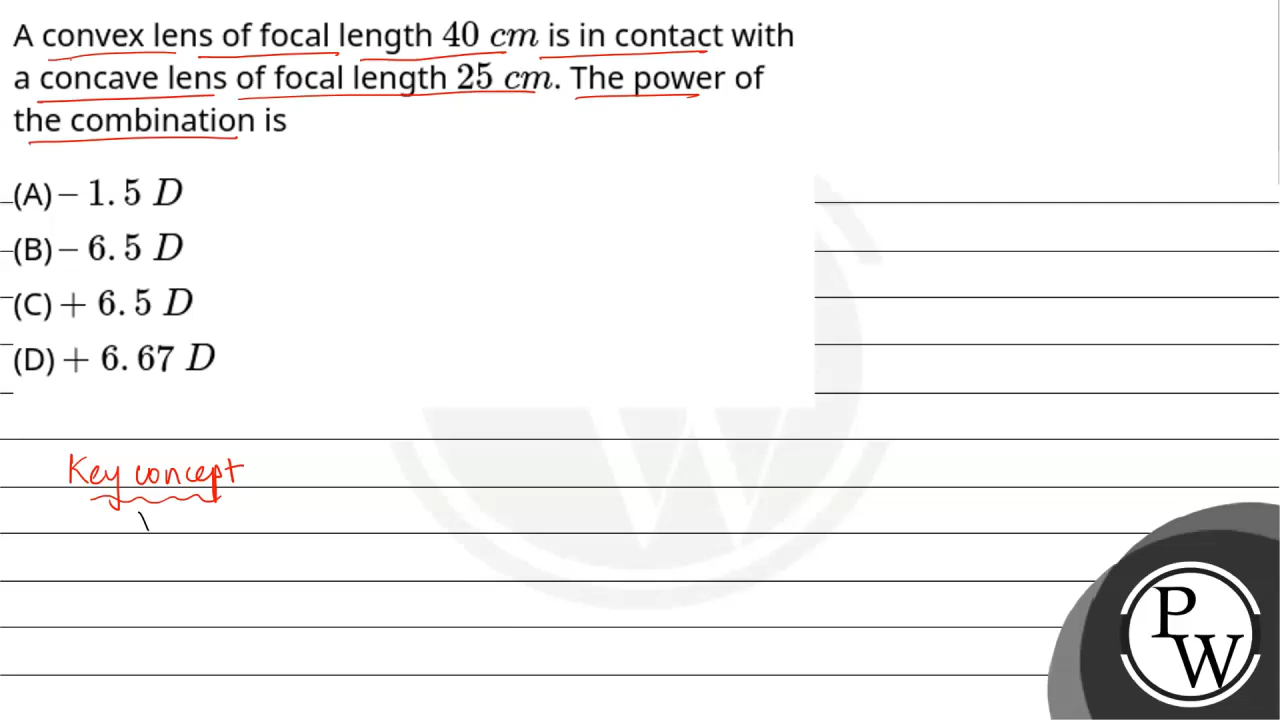 A convex lens of focal length 40 cm is in contact with
a concave lens of focal length 25 cm. The power of
the combination is
(A) − 1. 5 D
(B) − 6. 5 D
(C) + 6. 5 D
(D) + 6. 67 D
Key concept
P
W